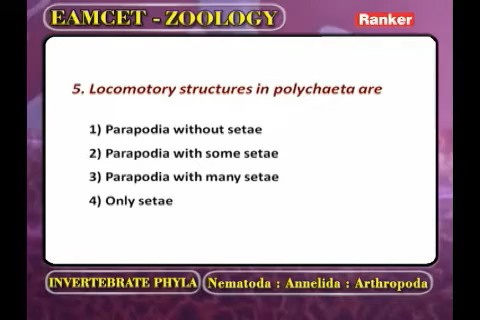 EAMCET - ZOOLOGY
Ranker
5. Locomotory structures in polychaeta are
1) Parapodia without setae
2) Parapodia with some setae
3) Parapodia with many setae
4) Only setae
INVERTEBRATE PHYLA
Nematoda : Annelida : Arthropoda